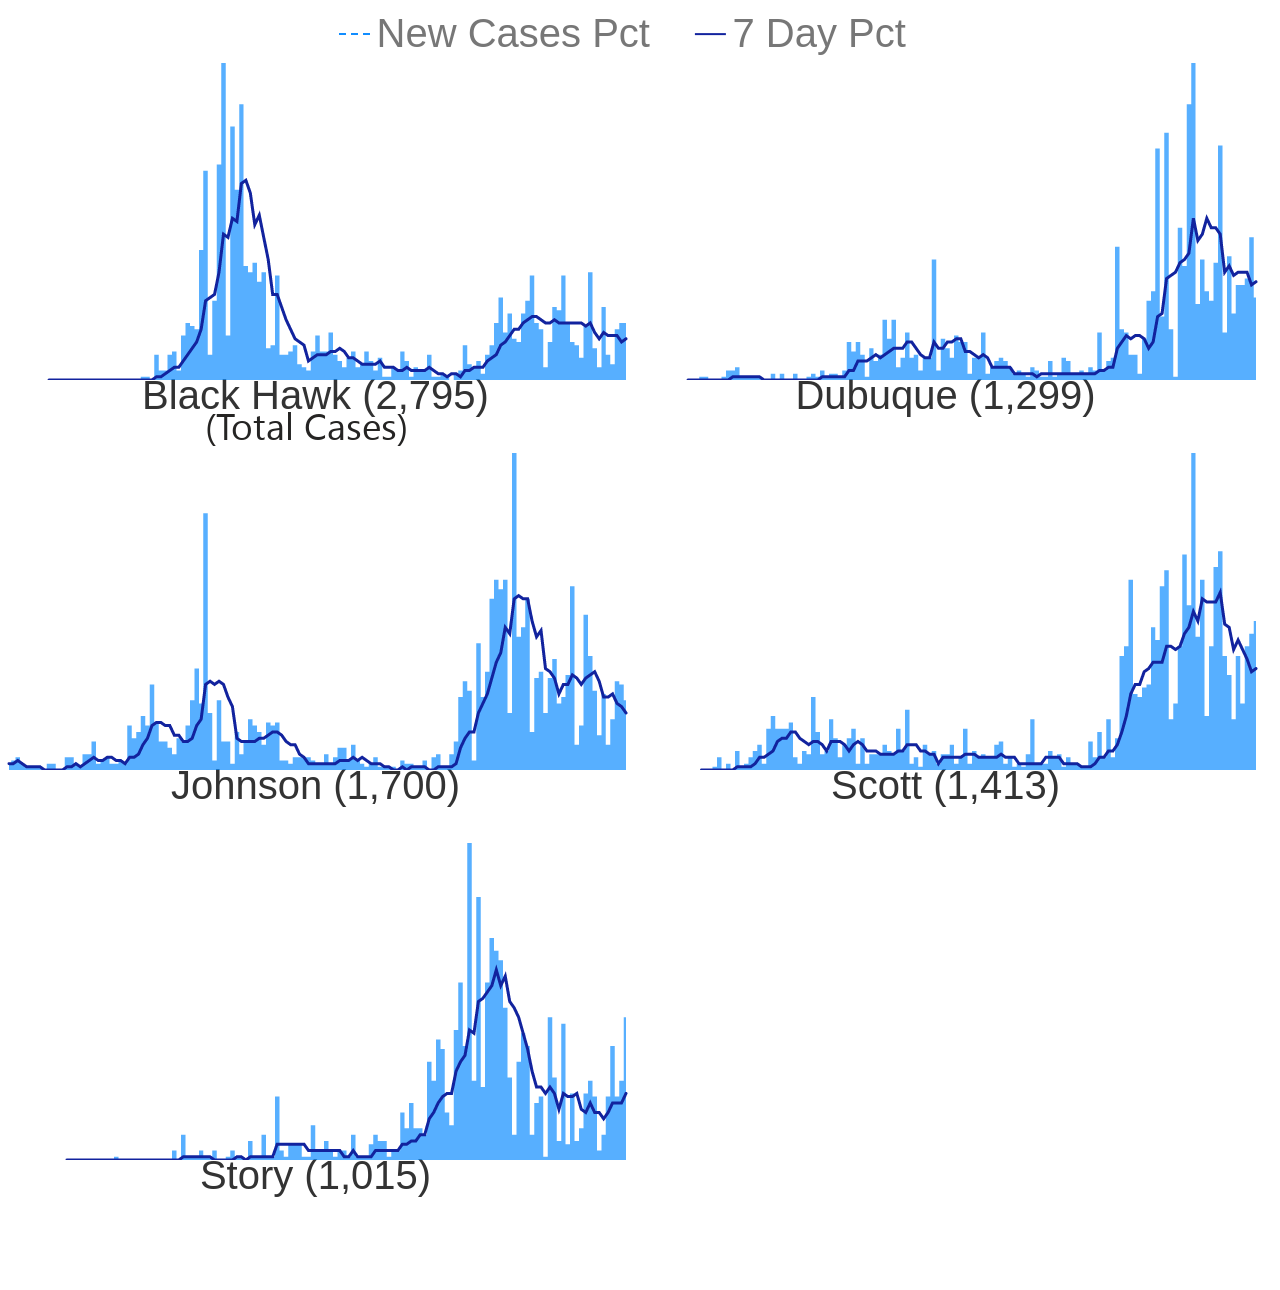 New Cases Pct 7 Day Pct
Black Hawk (2,795) Dubuque (1,299)
(Total Cases)
Johnson (1,700) Scott (1,413)
Story (1,015)